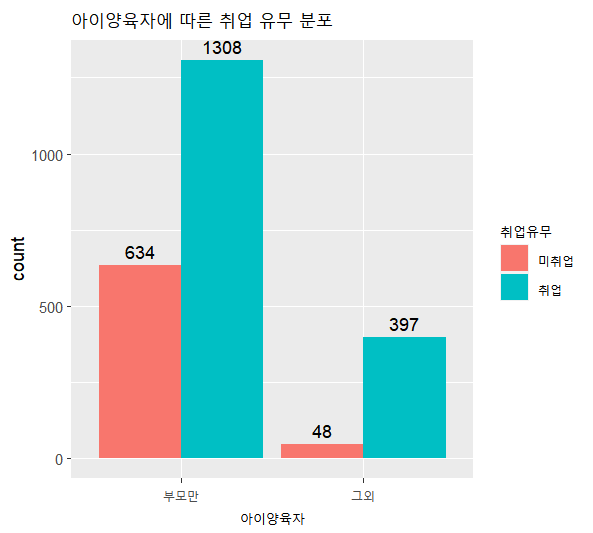 아이양육자에 따른 취업 유무 분포
1308
1000
634
500
397
48
0
count
부모만
그외
아이양육자
취업유무
미취업
취업